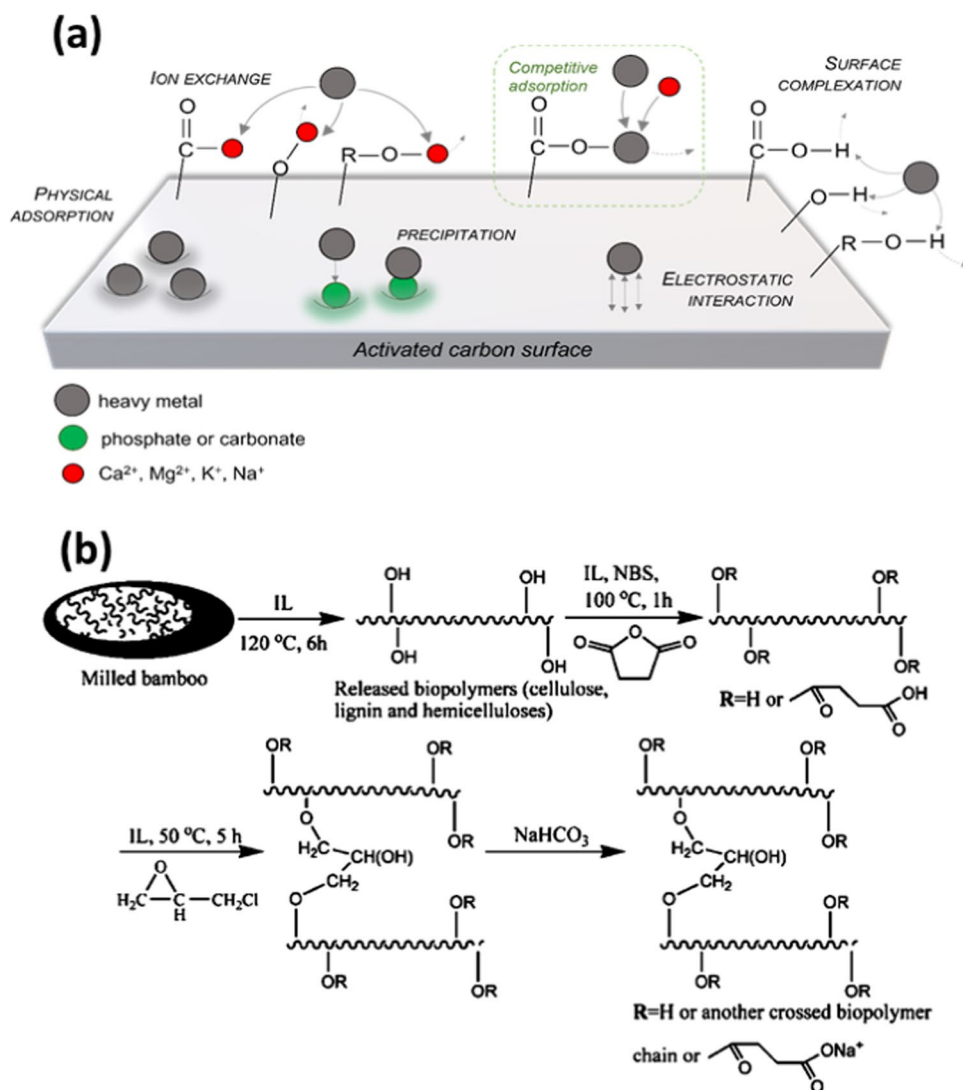 (a)
ION EXCHANGE
Competitive
adsorption
SURFACE
COMPLEXATION
O
C
O
R – O
O
C – O
O
C – O – H
PHYSICAL
ADSORPTION
O – H
R – O – H
PRECIPITATION
ELECTROSTATIC
INTERACTION
Activated carbon surface
heavy metal
phosphate or carbonate
Ca²⁺, Mg²⁺, K⁺, Na⁺
(b)
Milled bamboo
IL
120 °C, 6h
OH
OH
OH
OH
Released biopolymers (cellulose,
lignin and hemicelluloses)
IL, NBS,
100 °C, 1h
O O O
OR
OR
OR
OR
R=H or
O
OH
O
IL, 50 °C, 5 h
O
H₂C – C – CH₂Cl
H
OR
OR
O
OR
H₂C
CH(OH)
CH₂
O
OR
OR
OR
NaHCO₃
OR
OR
O
OR
H₂C
CH(OH)
CH₂
O
OR
OR
OR
R=H or another crossed biopolymer
chain or
O
ONa⁺
O